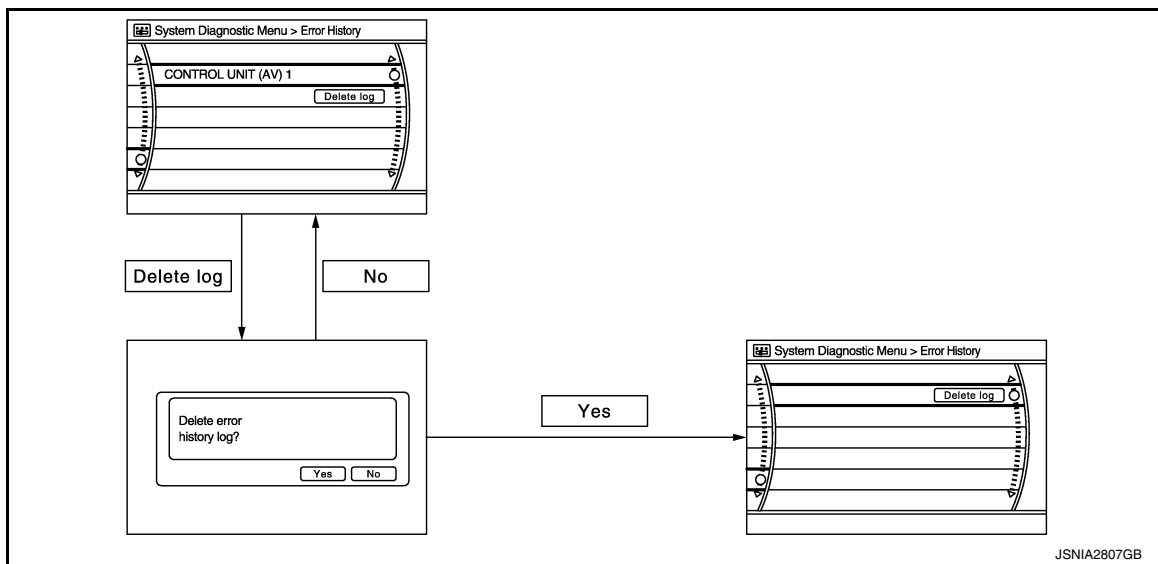 System Diagnostic Menu > Error History
CONTROL UNIT (AV) 1
Delete log
Delete log
No
Delete error
history log?
Yes No
Yes
System Diagnostic Menu > Error History
Delete log
JSNIA2807GB